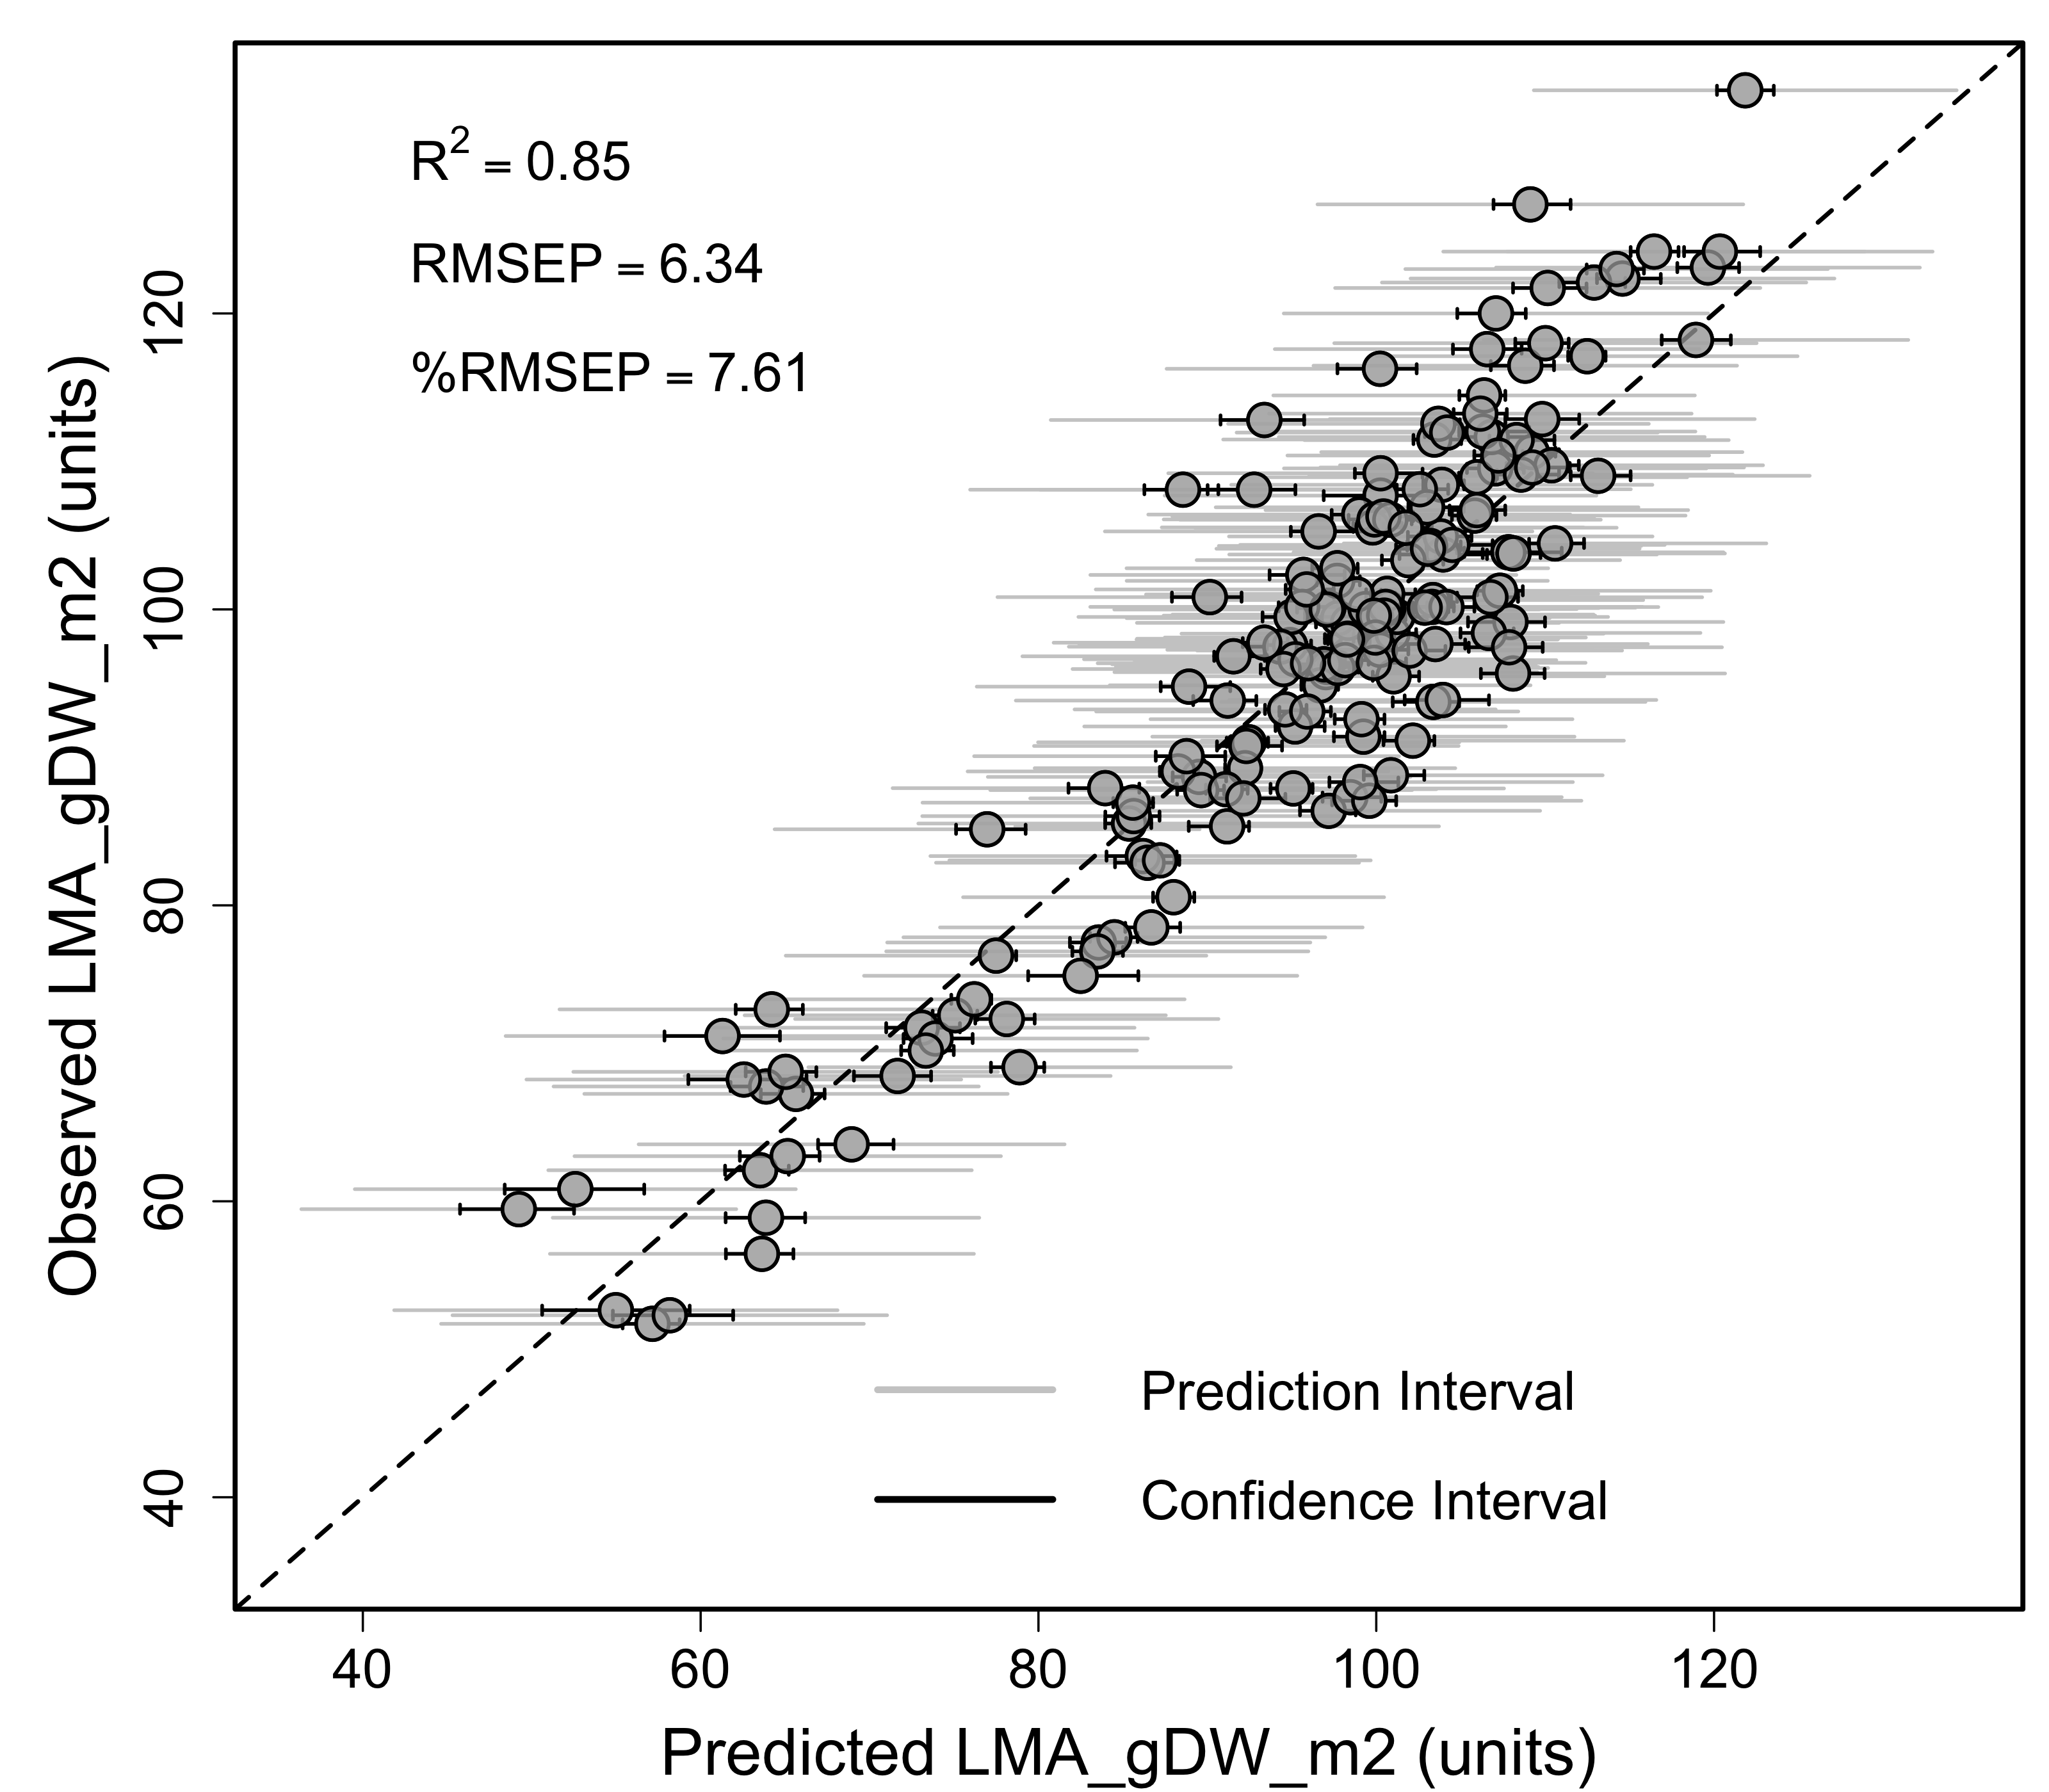 R2 = 0.85
RMSEP = 6.34
%RMSEP = 7.61
Observed LMA_gDW_m2 (units)
120
100
80
60
40
Prediction Interval
Confidence Interval
40 60 80 100 120
Predicted LMA_gDW_m2 (units)